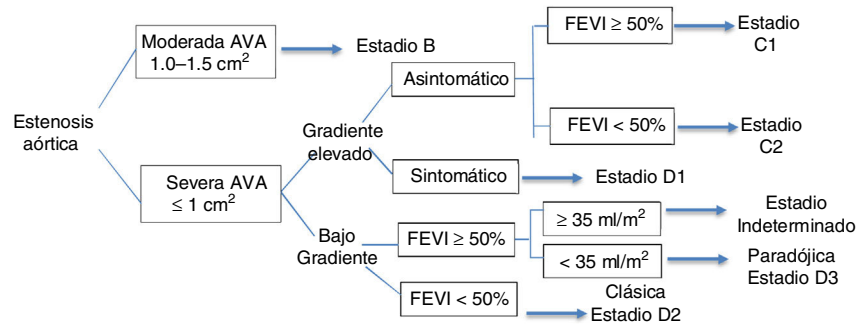 Estenosis
aórtica
Moderada AVA
1.0–1.5 cm²
Estadio B
Severa AVA
≤ 1 cm²
Gradiente
elevado
Asintomático
FEVI ≥ 50%
Estadio
C1
FEVI < 50%
Estadio
C2
Sintomático
Estadio D1
Bajo
Gradiente
FEVI ≥ 50%
≥ 35 ml/m²
Estadio
Indeterminado
< 35 ml/m²
Paradójica
Estadio D3
FEVI < 50%
Clásica
Estadio D2